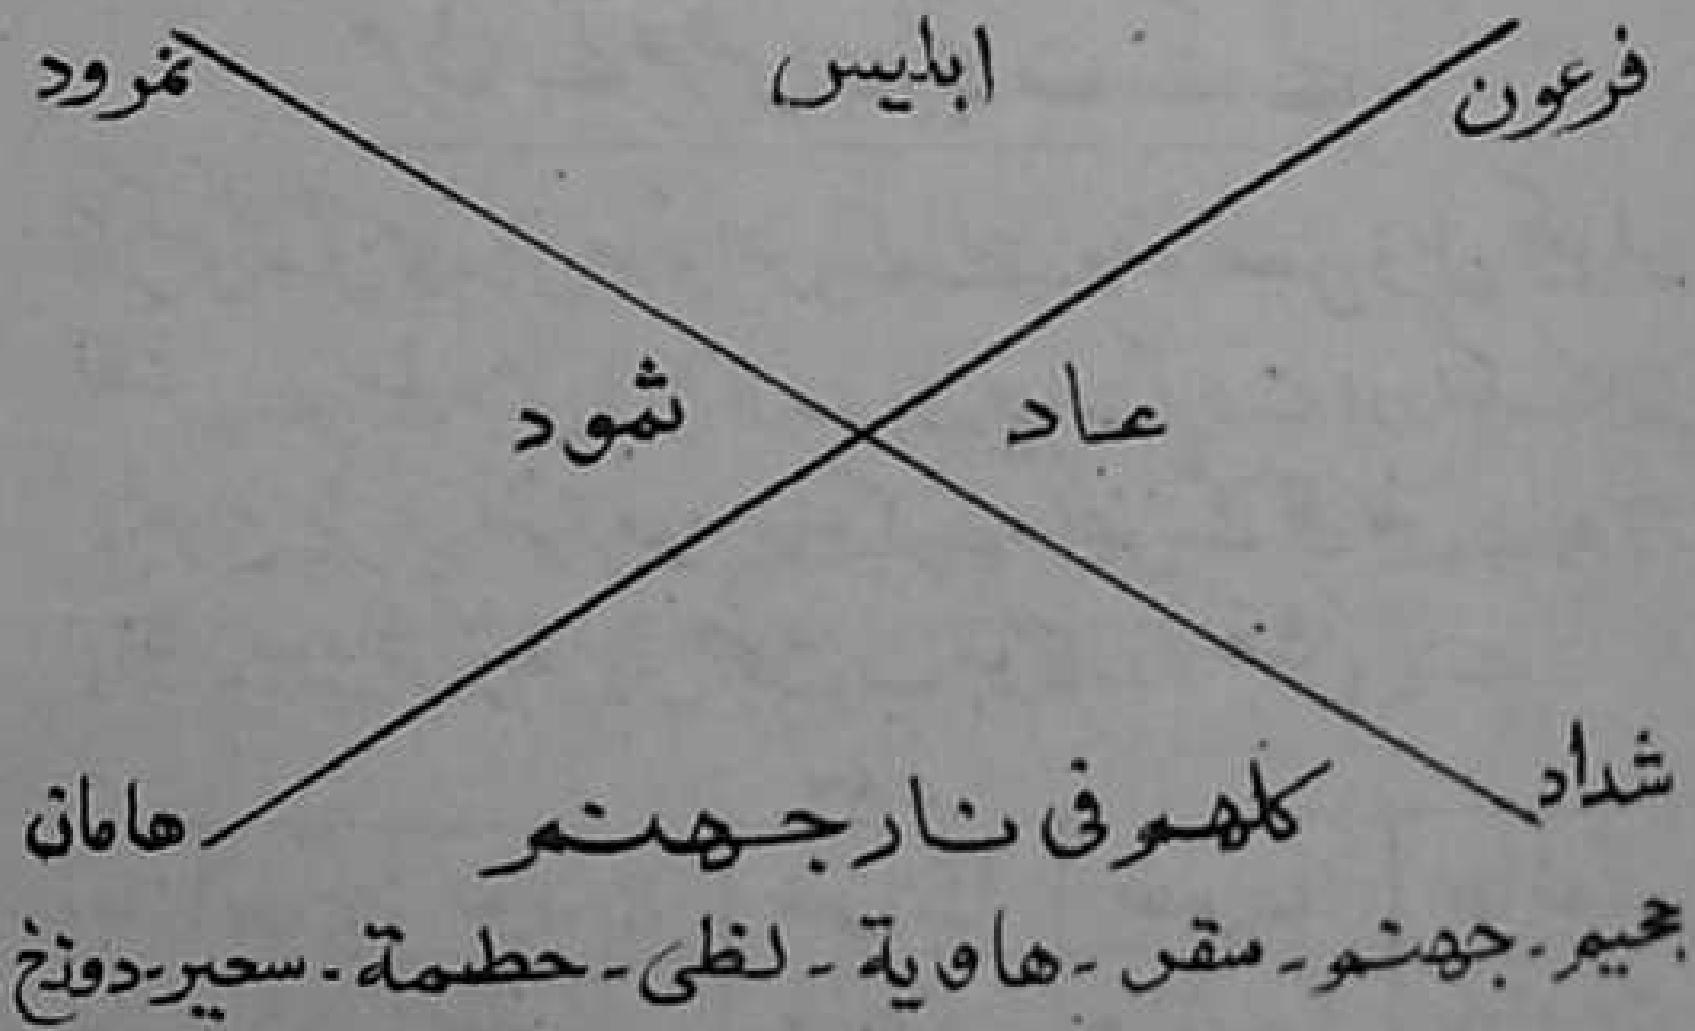 فرعون ابليس نمرود
عاد ثمود
شداد كلهم فى نار جهنم هامان
جحيم - جهنم - سقر - هاوية - لظى - حطمة - سعير - دوزخ